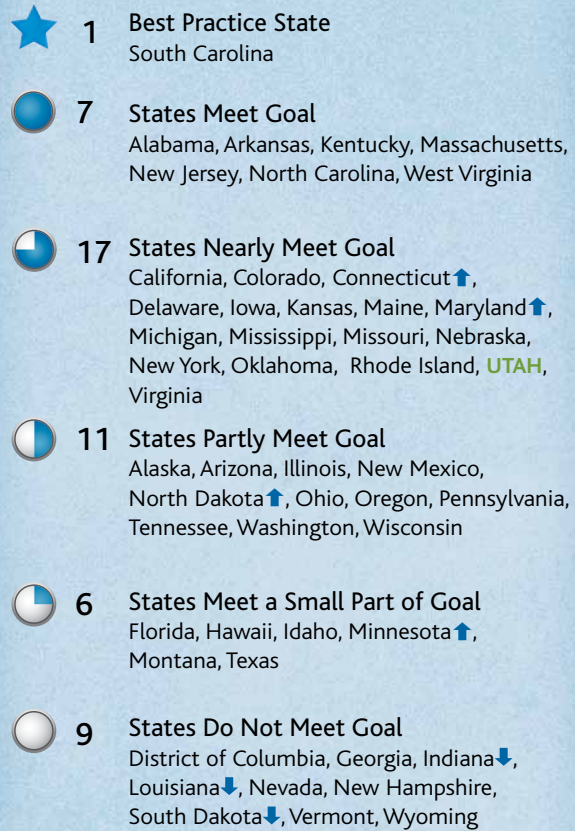 1 Best Practice State
South Carolina
7 States Meet Goal
Alabama, Arkansas, Kentucky, Massachusetts,
New Jersey, North Carolina, West Virginia
17 States Nearly Meet Goal
California, Colorado, Connecticut⬆,
Delaware, Iowa, Kansas, Maine, Maryland⬆,
Michigan, Mississippi, Missouri, Nebraska,
New York, Oklahoma, Rhode Island, UTAH,
Virginia
11 States Partly Meet Goal
Alaska, Arizona, Illinois, New Mexico,
North Dakota⬆, Ohio, Oregon, Pennsylvania,
Tennessee, Washington, Wisconsin
6 States Meet a Small Part of Goal
Florida, Hawaii, Idaho, Minnesota⬆,
Montana, Texas
9 States Do Not Meet Goal
District of Columbia, Georgia, Indiana⬇,
Louisiana⬇, Nevada, New Hampshire,
South Dakota⬇, Vermont, Wyoming